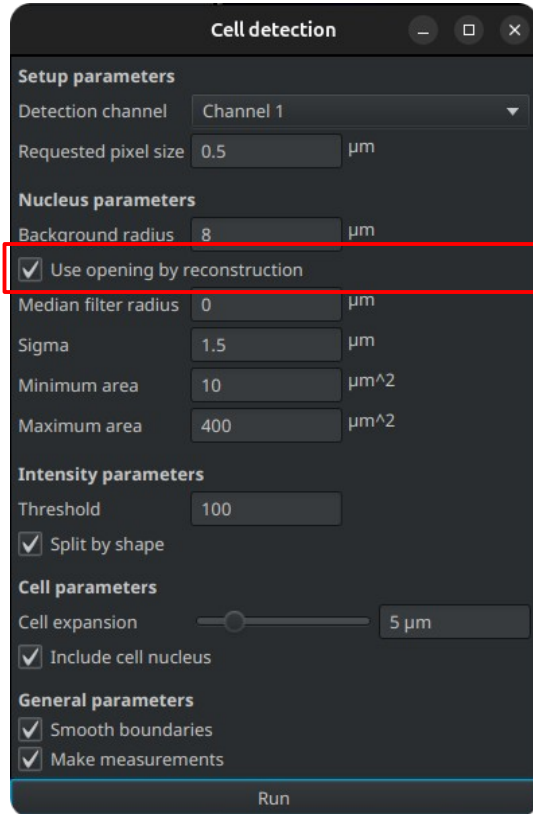 Cell detection
Setup parameters
Detection channel Channel 1
Requested pixel size 0.5 µm
Nucleus parameters
Background radius 8 µm
Use opening by reconstruction
Median filter radius 0 µm
Sigma 1.5 µm
Minimum area 10 µm^2
Maximum area 400 µm^2
Intensity parameters
Threshold 100
Split by shape
Cell parameters
Cell expansion 5 µm
Include cell nucleus
General parameters
Smooth boundaries
Make measurements
Run